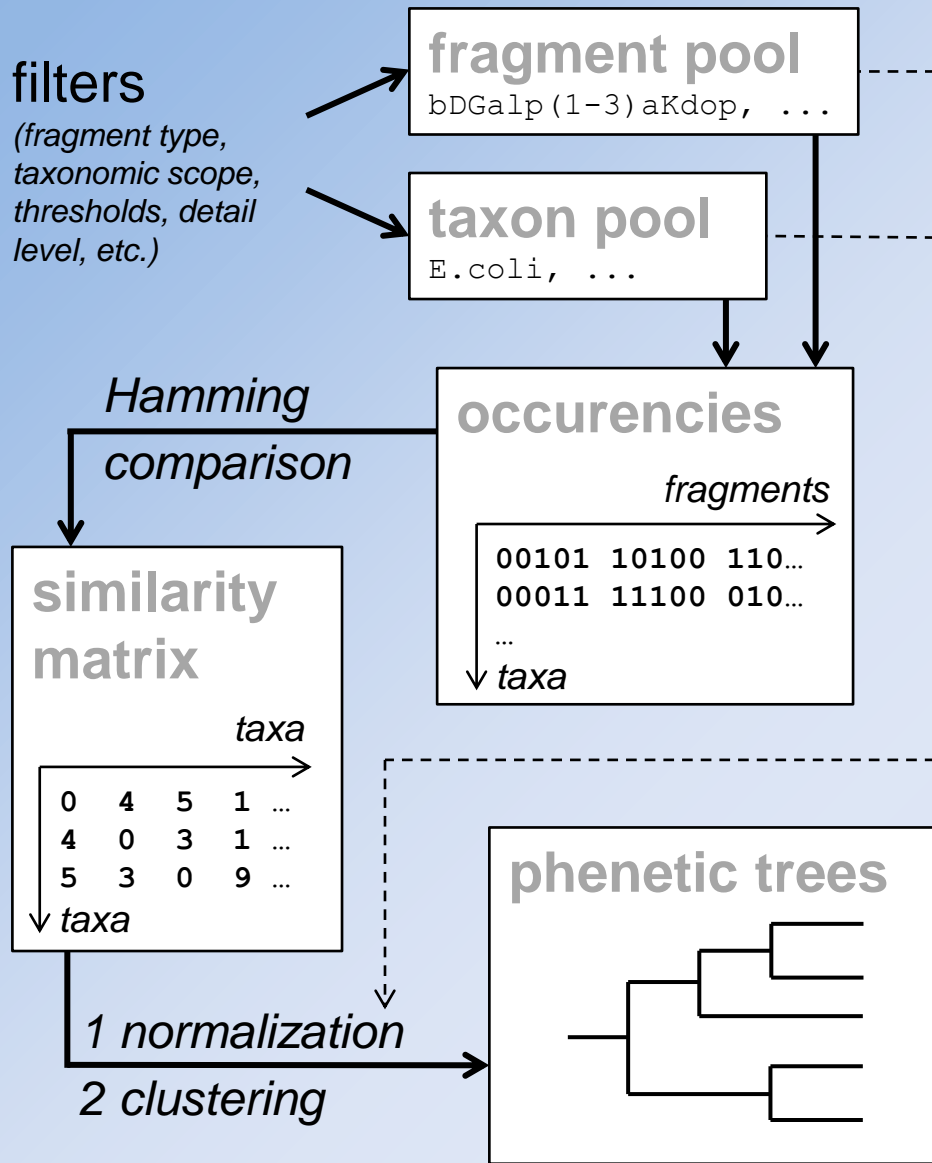 filters
(fragment type,
taxonomic scope,
thresholds, detail
level, etc.)
fragment pool
bDGalp(1-3)aKdop, ...
taxon pool
E.coli, ...
Hamming
comparison
occurencies
fragments
00101 10100 110…
00011 11100 010…
…
taxa
similarity
matrix
taxa
0 4 5 1 …
4 0 3 1 …
5 3 0 9 …
taxa
1 normalization
2 clustering
phenetic trees